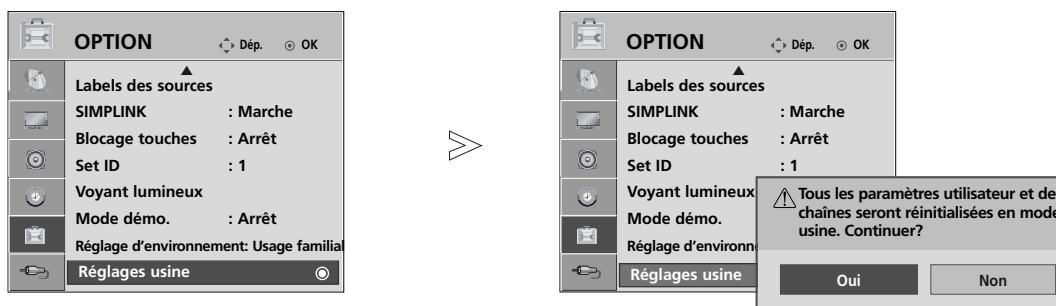 OPTION Dép. OK
Labels des sources
SIMPLINK : Marche
Blocage touches : Arrêt
Set ID : 1
Voyant lumineux
Mode démo. : Arrêt
Réglage d’environnement: Usage familial
Réglages usine
OPTION Dép. OK
Labels des sources
SIMPLINK : Marche
Blocage touches : Arrêt
Set ID : 1
Voyant lumineux
Mode démo.
Réglage d’environne
Réglages usine
Tous les paramètres utilisateur et de
chaînes seront réinitialisées en mode
usine. Continuer?
Oui Non